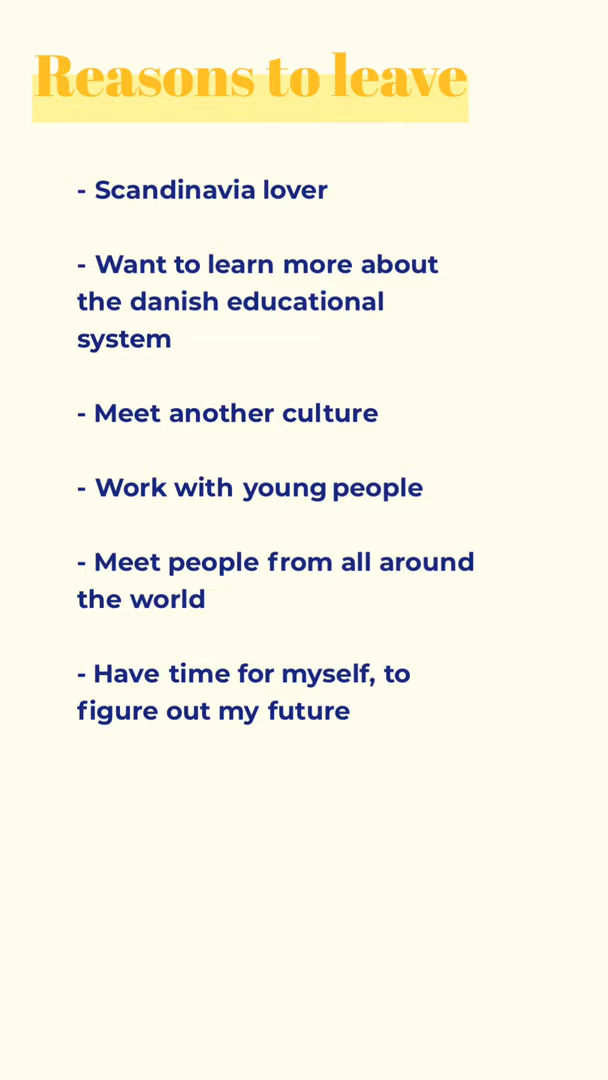 Reasons to leave
- Scandinavia lover
- Want to learn more about
the danish educational
system
- Meet another culture
- Work with young people
- Meet people from all around
the world
- Have time for myself, to
figure out my future